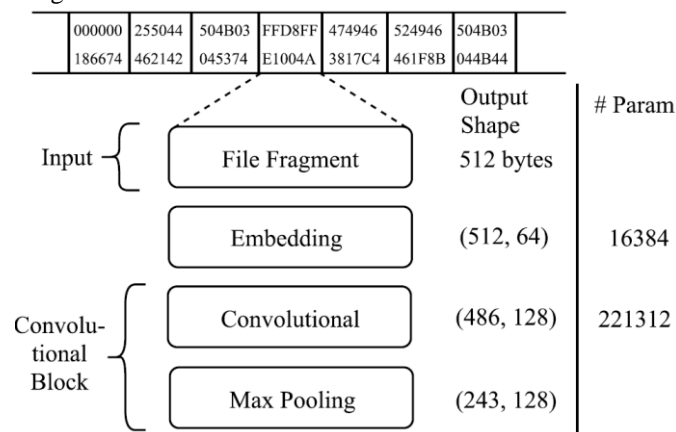 000000 255044 504B03 FFD8FF 474946 524946 504B03
186674 462142 045374 E1004A 3817C4 461F8B 044B44
Output
Shape
# Param
Input
File Fragment
512 bytes
Embedding
(512, 64)
16384
Convolu-
tional
Block
Convolutional
(486, 128)
221312
Max Pooling
(243, 128)